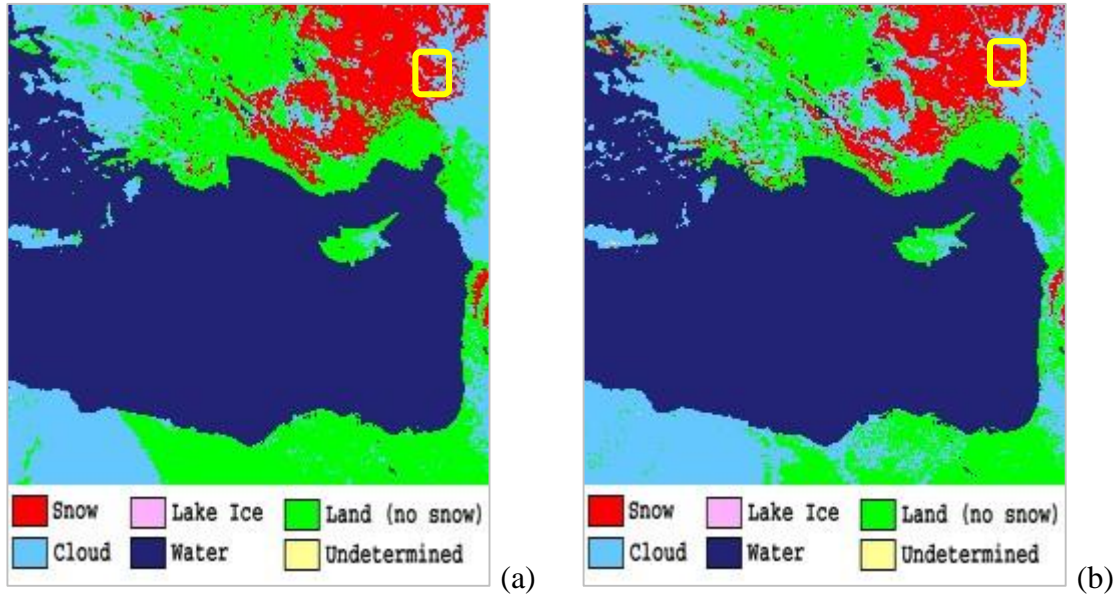 Snow Lake Ice Land (no snow)
Cloud Water Undetermined
(a)
Snow Lake Ice Land (no snow)
Cloud Water Undetermined
(b)